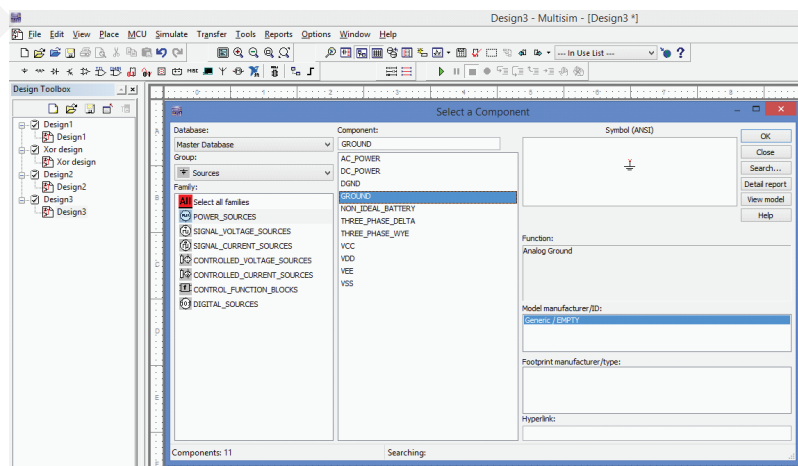 Design3 - Multisim - [Design3 *]
File Edit View Place MCU Simulate Transfer Tools Reports Options Window Help
--- In Use List ---
Design Toolbox
Design1
Design1
Xor design
Xor design
Design2
Design2
Design3
Design3
Select a Component
Database:
Master Database
Group:
Sources
Family:
All Select all families
POWER_SOURCES
SIGNAL_VOLTAGE_SOURCES
SIGNAL_CURRENT_SOURCES
CONTROLLED_VOLTAGE_SOURCES
CONTROLLED_CURRENT_SOURCES
CONTROL_FUNCTION_BLOCKS
DIGITAL_SOURCES
Component:
GROUND
AC_POWER
DC_POWER
DGND
GROUND
NON_IDEAL_BATTERY
THREE_PHASE_DELTA
THREE_PHASE_WYE
VCC
VDD
VEE
VSS
Symbol (ANSI)
Function:
Analog Ground
Model manufacturer/ID:
Generic / EMPTY
Footprint manufacturer/type:
Hyperlink:
OK
Close
Search...
Detail report
View model
Help
Components: 11
Searching: